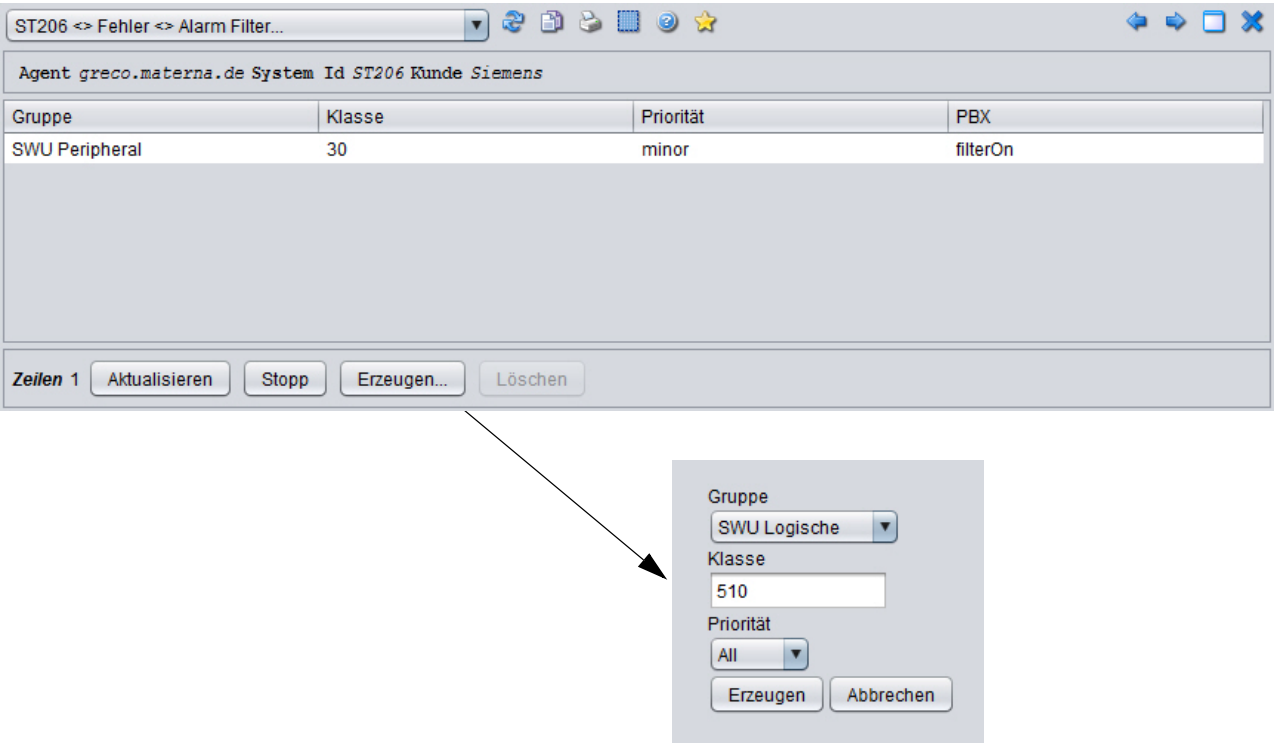 ST206 <> Fehler <> Alarm Filter...
Agent greco.materna.de System Id ST206 Kunde Siemens
Gruppe Klasse Priorität PBX
SWU Peripheral 30 minor filterOn
Zeilen 1 Aktualisieren Stopp Erzeugen... Löschen
Gruppe
SWU Logische
Klasse
510
Priorität
All
Erzeugen Abbrechen